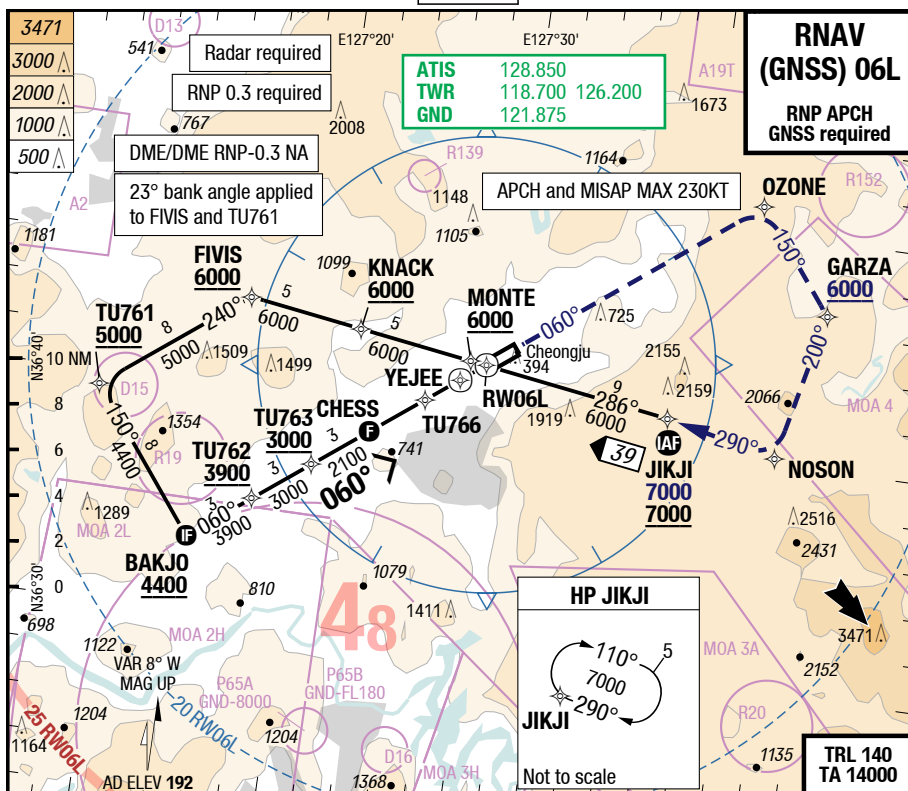 3471
3000
2000
1000
500
D13
541
767
Radar required
RNP 0.3 required
DME/DME RNP-0.3 NA
23° bank angle applied
to FIVIS and TU761
E127°20'
E127°30'
2008
ATIS 128.850
TWR 118.700 126.200
GND 121.875
A19T
1673
RNAV
(GNSS) 06L
RNP APCH
GNSS required
R139
1148
1105
1164
APCH and MISAP MAX 230KT
OZONE
R152
A2
1181
FIVIS
6000
1099
KNACK
6000
MONTE
6000
150°
GARZA
6000
TU761
5000
8
240°
5000
5
6000
5
6000
060°
725
200°
N36°40'
10 NM
D15
1509
1499
Cheongju
394
2155
2159
YEJEE
RW06L
9
286°
6000
1919
2066
MOA 4
8
6
4
2
0
150°
8
4400
1354
R19
TU762
3900
TU763
3000
CHESS
F
TU766
741
3
3
3
060°
3900
3000
2100
060°
39
IAF
JIKJI
7000
7000
290°
NOSON
1289
MOA 2L
IF
BAKJO
4400
2516
2431
N36°30'
698
810
1079
48
1411
HP JIKJI
110°
5
7000
290°
JIKJI
Not to scale
3471
MOA 3A
2152
1122
MOA 2H
VAR 8° W
MAG UP
P65A
GND-8000
P65B
GND-FL180
20 RW06L
25 RW06L
1204
1164
1204
AD ELEV 192
D16
1368
MOA 3H
R20
1135
TRL 140
TA 14000